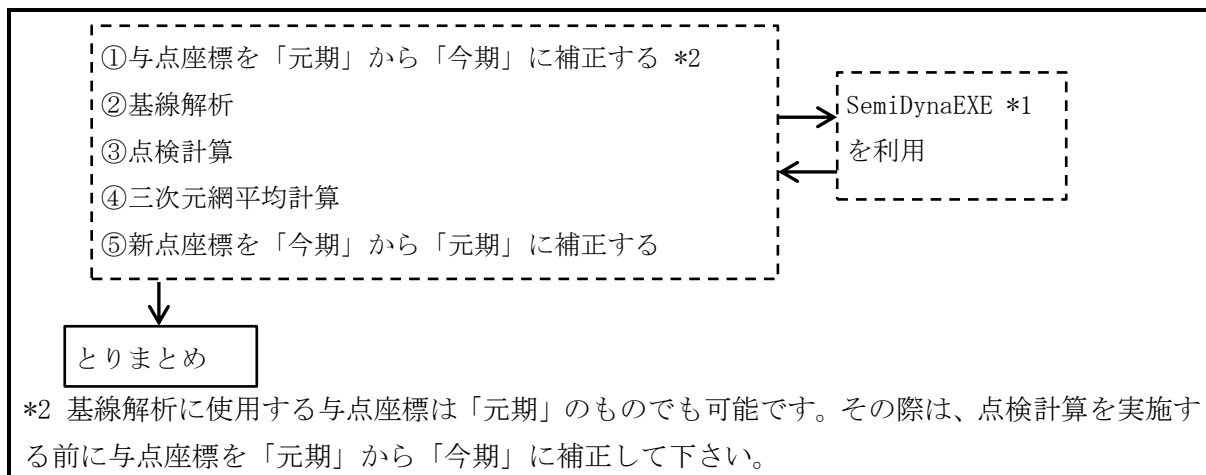 ①与点座標を「元期」から「今期」に補正する *2
②基線解析
③点検計算
④三次元網平均計算
⑤新点座標を「今期」から「元期」に補正する
SemiDynaEXE *1
を利用
とりまとめ
*2 基線解析に使用する与点座標は「元期」のものでも可能です。その際は、点検計算を実施す
る前に与点座標を「元期」から「今期」に補正して下さい。